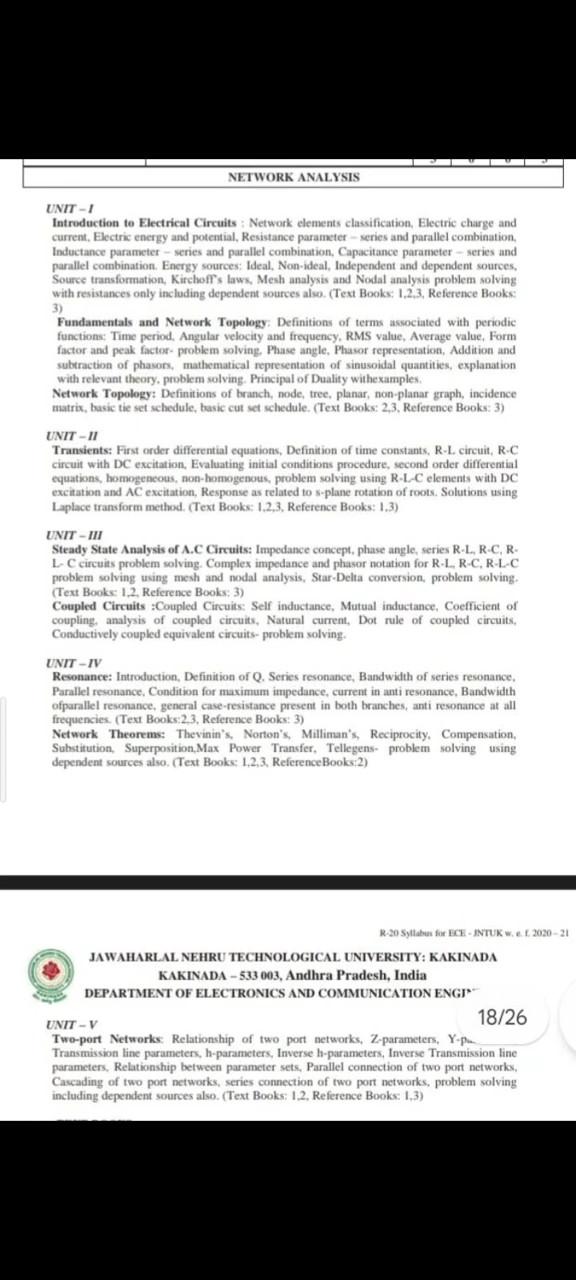 3 0 0 3
NETWORK ANALYSIS
UNIT – I
Introduction to Electrical Circuits : Network elements classification, Electric charge and
current, Electric energy and potential, Resistance parameter – series and parallel combination,
Inductance parameter – series and parallel combination, Capacitance parameter – series and
parallel combination. Energy sources: Ideal, Non-ideal, Independent and dependent sources,
Source transformation, Kirchoff's laws, Mesh analysis and Nodal analysis problem solving
with resistances only including dependent sources also. (Text Books: 1,2,3, Reference Books:
3)
Fundamentals and Network Topology: Definitions of terms associated with periodic
functions: Time period, Angular velocity and frequency, RMS value, Average value, Form
factor and peak factor- problem solving, Phase angle, Phasor representation, Addition and
subtraction of phasors, mathematical representation of sinusoidal quantities, explanation
with relevant theory, problem solving. Principal of Duality withexamples.
Network Topology: Definitions of branch, node, tree, planar, non-planar graph, incidence
matrix, basic tie set schedule, basic cut set schedule. (Text Books: 2,3, Reference Books: 3)
UNIT – II
Transients: First order differential equations, Definition of time constants, R-L circuit, R-C
circuit with DC excitation, Evaluating initial conditions procedure, second order differential
equations, homogeneous, non-homogenous, problem solving using R-L-C elements with DC
excitation and AC excitation, Response as related to s-plane rotation of roots. Solutions using
Laplace transform method. (Text Books: 1,2,3, Reference Books: 1,3)
UNIT – III
Steady State Analysis of A.C Circuits: Impedance concept, phase angle, series R-L, R-C, R-
L- C circuits problem solving. Complex impedance and phasor notation for R-L, R-C, R-L-C
problem solving using mesh and nodal analysis, Star-Delta conversion, problem solving.
(Text Books: 1,2, Reference Books: 3)
Coupled Circuits :Coupled Circuits: Self inductance, Mutual inductance, Coefficient of
coupling, analysis of coupled circuits, Natural current, Dot rule of coupled circuits,
Conductively coupled equivalent circuits- problem solving.
UNIT – IV
Resonance: Introduction, Definition of Q, Series resonance, Bandwidth of series resonance,
Parallel resonance, Condition for maximum impedance, current in anti resonance, Bandwidth
ofparallel resonance, general case-resistance present in both branches, anti resonance at all
frequencies. (Text Books:2,3, Reference Books: 3)
Network Theorems: Thevinin's, Norton's, Milliman's, Reciprocity, Compensation,
Substitution, Superposition,Max Power Transfer, Tellegens- problem solving using
dependent sources also. (Text Books: 1,2,3, ReferenceBooks:2)
R-20 Syllabus for ECE - JNTUK w. e. f. 2020 – 21
JAWAHARLAL NEHRU TECHNOLOGICAL UNIVERSITY: KAKINADA
KAKINADA – 533 003, Andhra Pradesh, India
DEPARTMENT OF ELECTRONICS AND COMMUNICATION ENGI
18/26
UNIT – V
Two-port Networks: Relationship of two port networks, Z-parameters, Y-pa
Transmission line parameters, h-parameters, Inverse h-parameters, Inverse Transmission line
parameters, Relationship between parameter sets, Parallel connection of two port networks,
Cascading of two port networks, series connection of two port networks, problem solving
including dependent sources also. (Text Books: 1,2, Reference Books: 1,3)